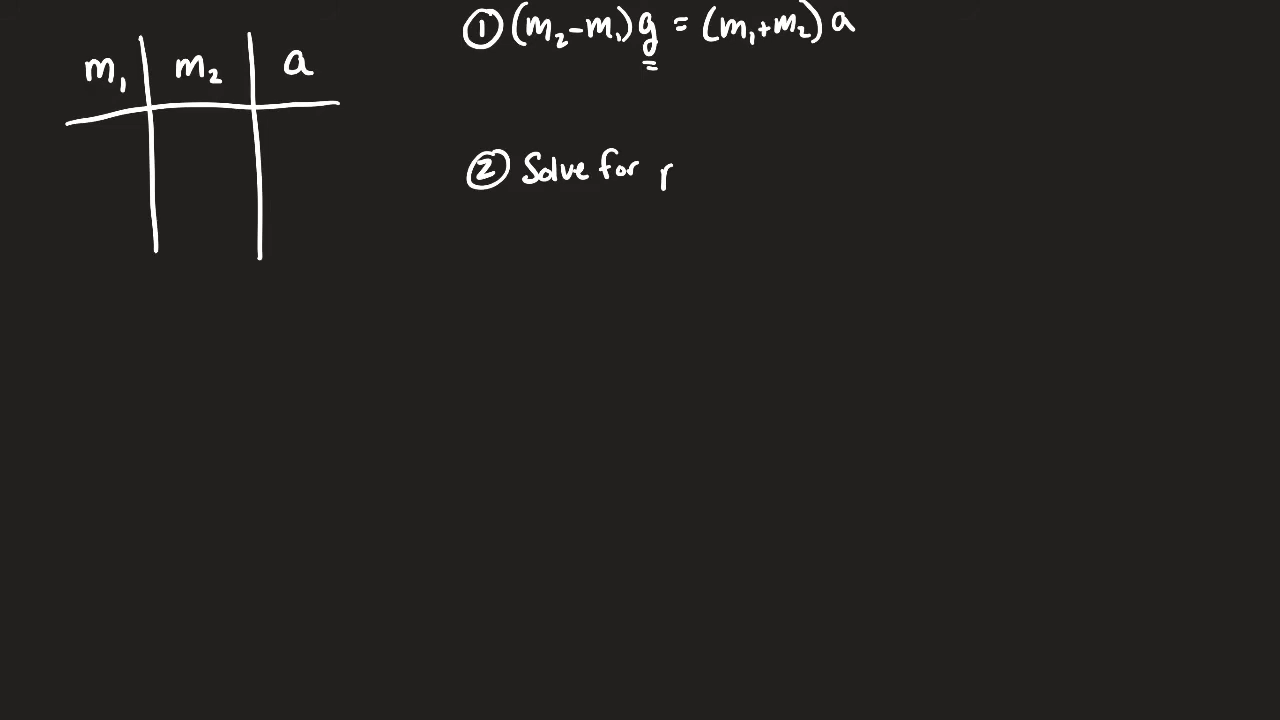 m₁ m₂ a
① (m₂-m₁)g = (m₁+m₂)a
② Solve for r